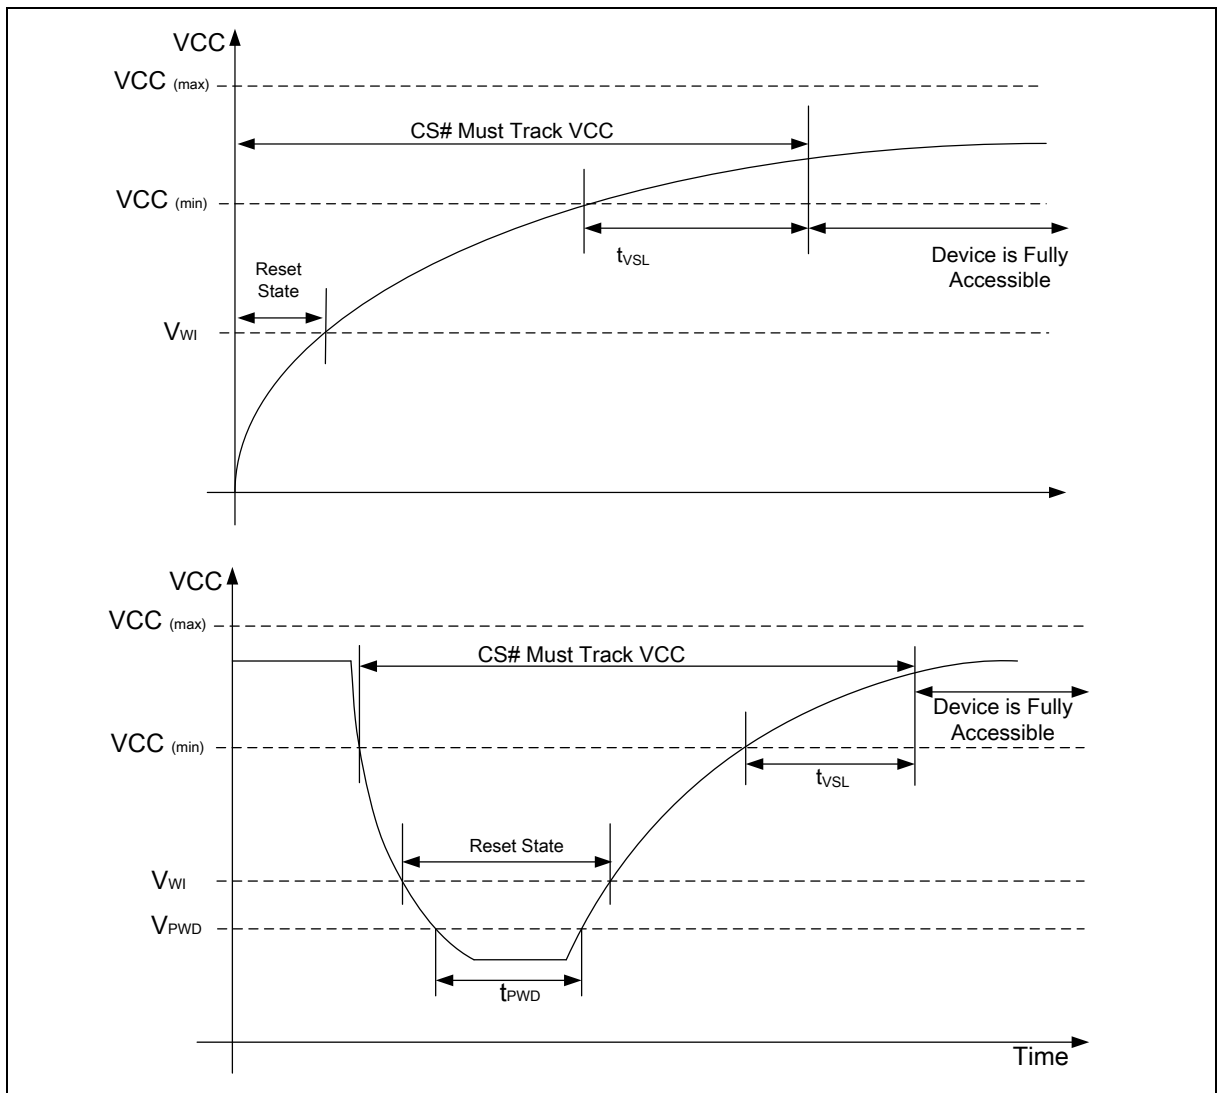 VCC
VCC (max)
CS# Must Track VCC
VCC (min)
tVSL
Device is Fully
Accessible
Reset
State
VWI
VCC
VCC (max)
CS# Must Track VCC
Device is Fully
Accessible
VCC (min)
tVSL
Reset State
VWI
VPWD
tPWD
Time